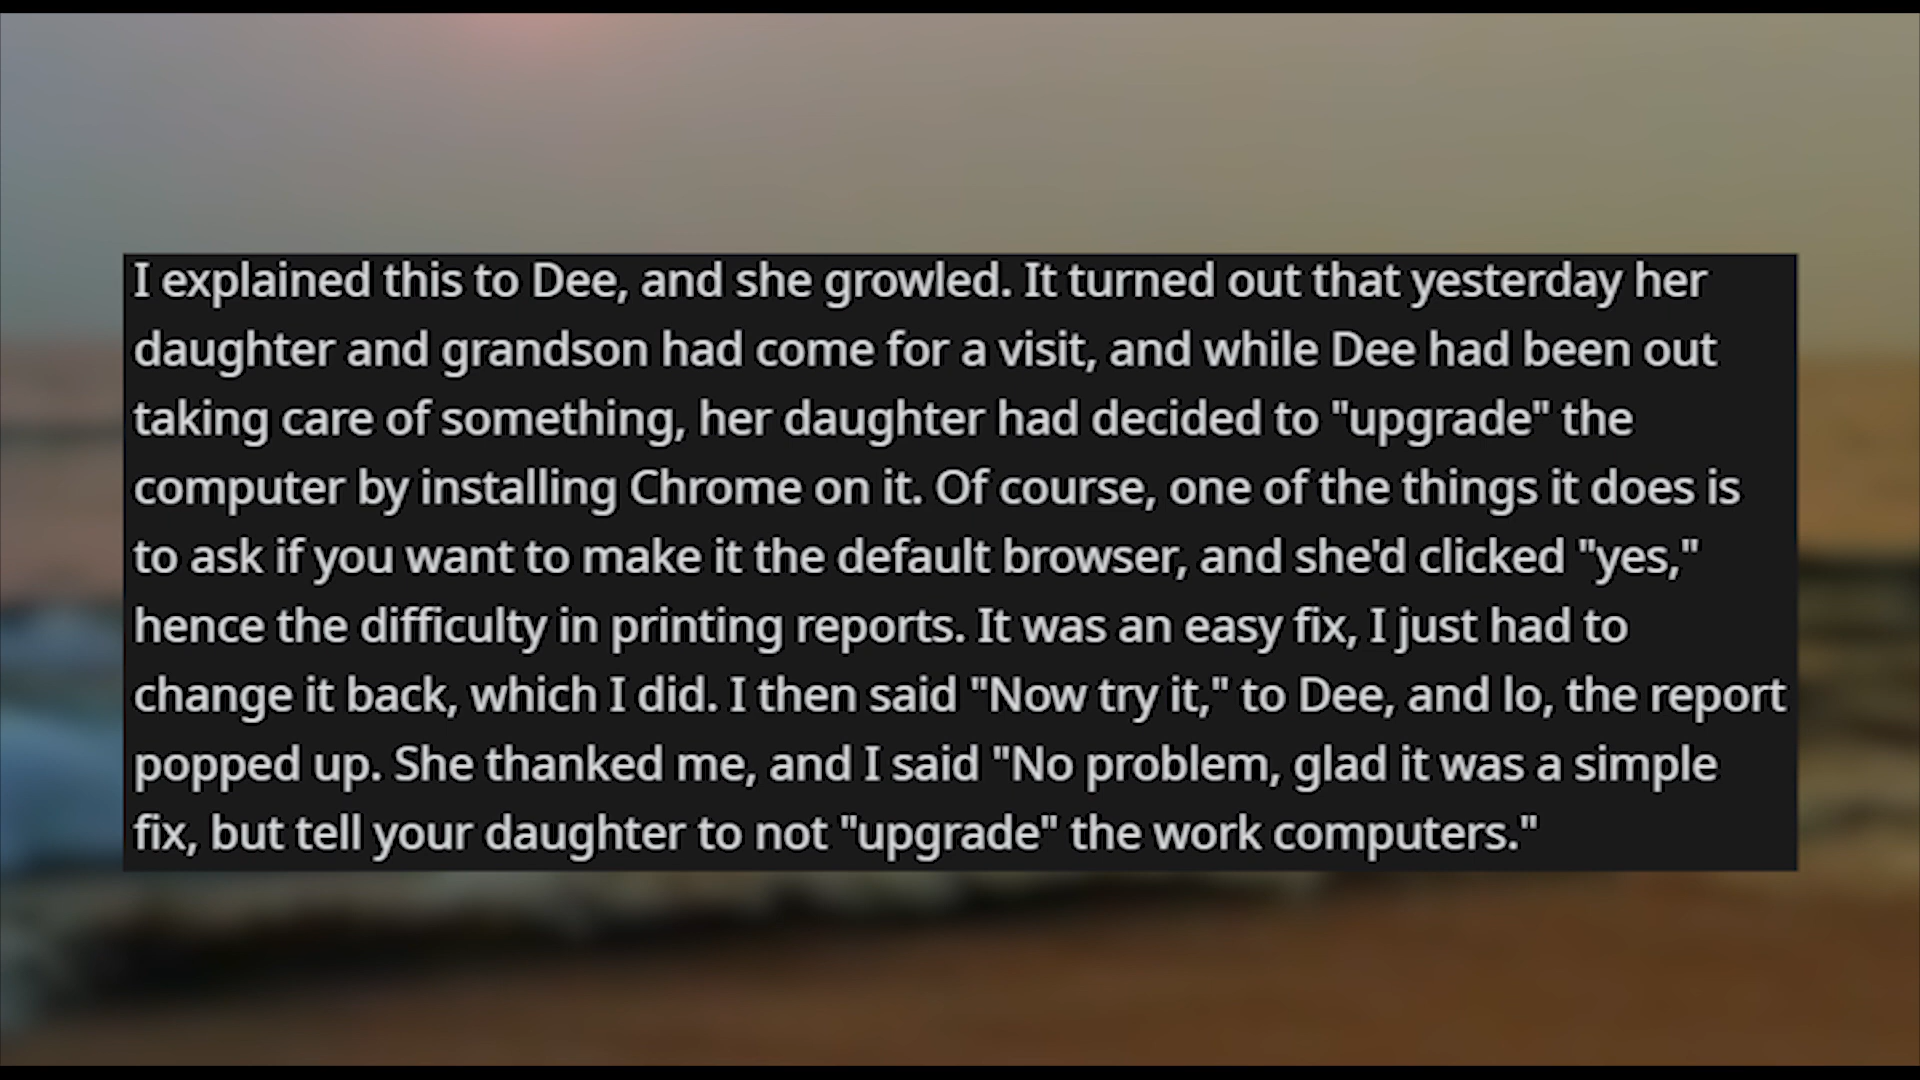 I explained this to Dee, and she growled. It turned out that yesterday her
daughter and grandson had come for a visit, and while Dee had been out
taking care of something, her daughter had decided to "upgrade" the
computer by installing Chrome on it. Of course, one of the things it does is
to ask if you want to make it the default browser, and she'd clicked "yes,"
hence the difficulty in printing reports. It was an easy fix, I just had to
change it back, which I did. I then said "Now try it," to Dee, and lo, the report
popped up. She thanked me, and I said "No problem, glad it was a simple
fix, but tell your daughter to not "upgrade" the work computers."